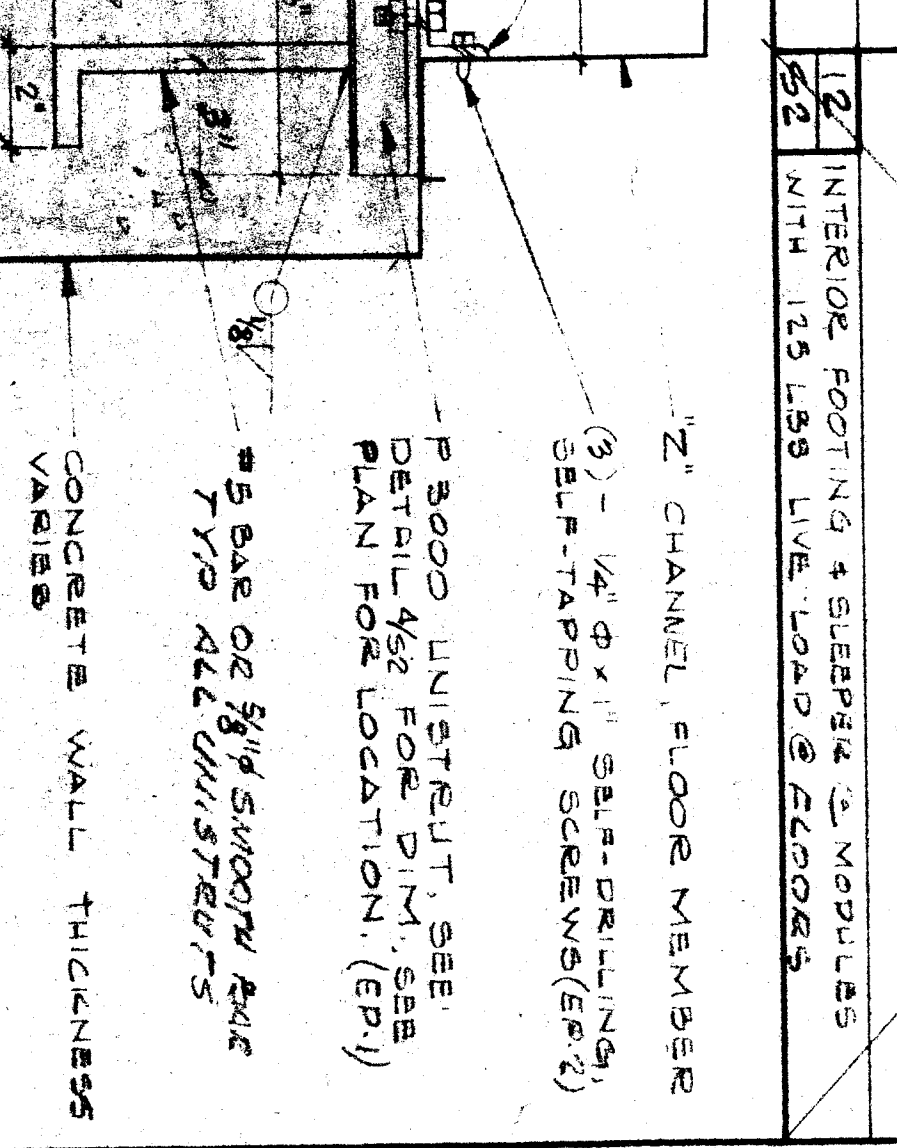 12
S2
INTERIOR FOOTING & SLEEPER @ MODULES
WITH 125 LBS LIVE LOAD @ FLOORS
"Z" CHANNEL, FLOOR MEMBER
(3) - 1/4" Φ x 1" SELF-DRILLING,
SELF-TAPPING SCREWS (EP.2)
P 3000 UNISTRUT, SEE
DETAIL 4/S2 FOR DIM., SEE
PLAN FOR LOCATION. (EP.1)
#5 BAR OR 5/8"Φ SMOOTH BAR
TYP ALL UNISTRUTS
CONCRETE WALL THICKNESS
VARIES
3"
2"
1/8